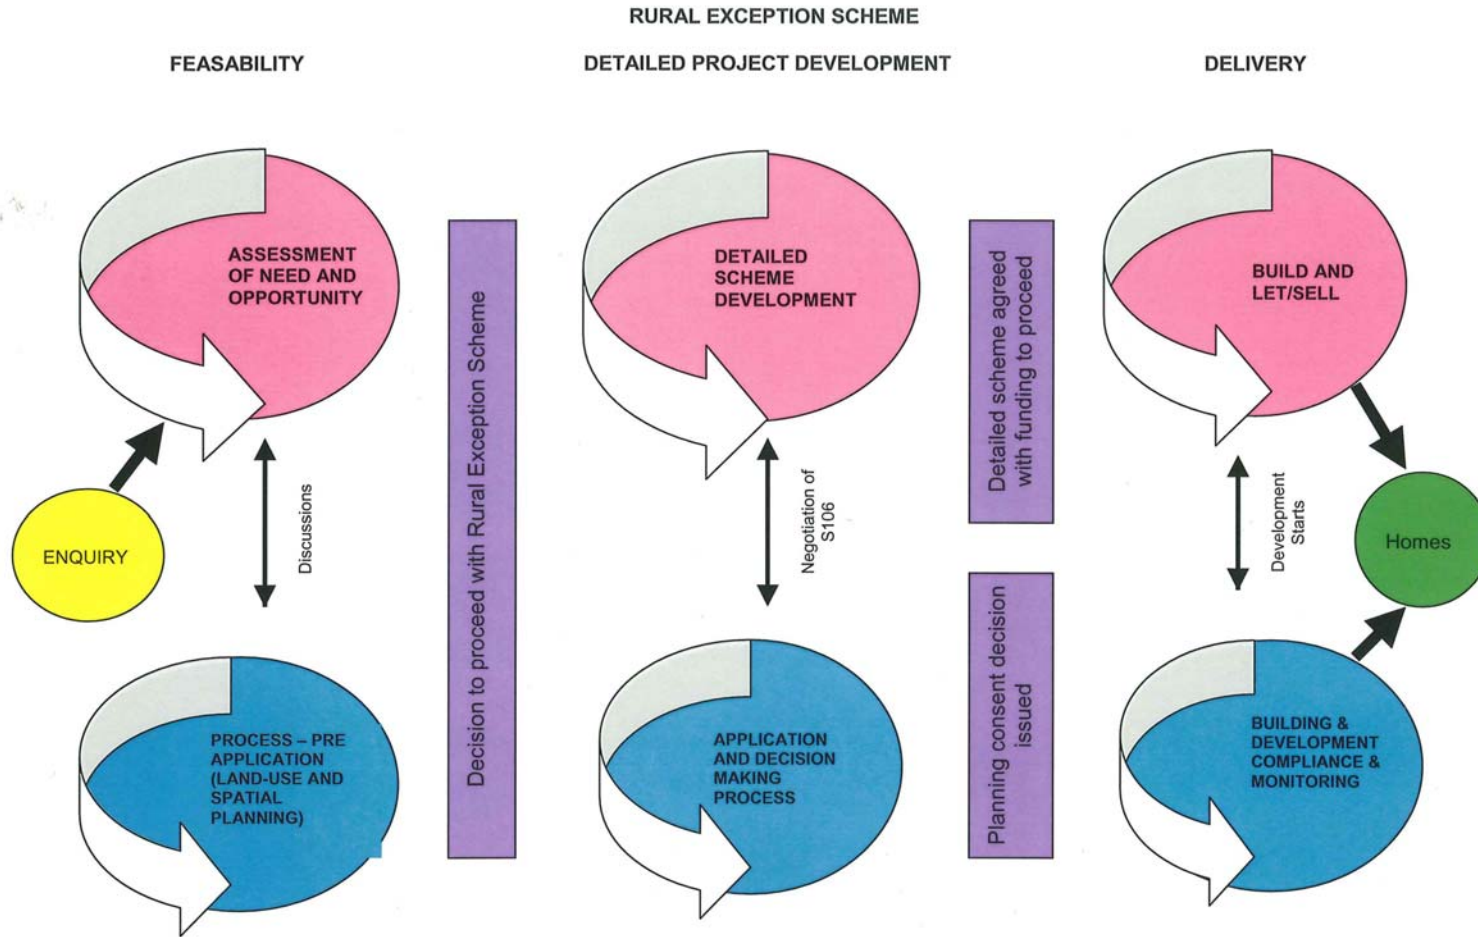 RURAL EXCEPTION SCHEME
FEASABILITY
DETAILED PROJECT DEVELOPMENT
DELIVERY
ASSESSMENT
OF NEED AND
OPPORTUNITY
DETAILED
SCHEME
DEVELOPMENT
BUILD AND
LET/SELL
Decision to proceed with Rural Exception Scheme
Detailed scheme agreed
with funding to proceed
ENQUIRY
Discussions
Negotiation of
S106
Development
Starts
Homes
Planning consent decision
issued
PROCESS – PRE
APPLICATION
(LAND-USE AND
SPATIAL
PLANNING)
APPLICATION
AND DECISION
MAKING
PROCESS
BUILDING &
DEVELOPMENT
COMPLIANCE &
MONITORING